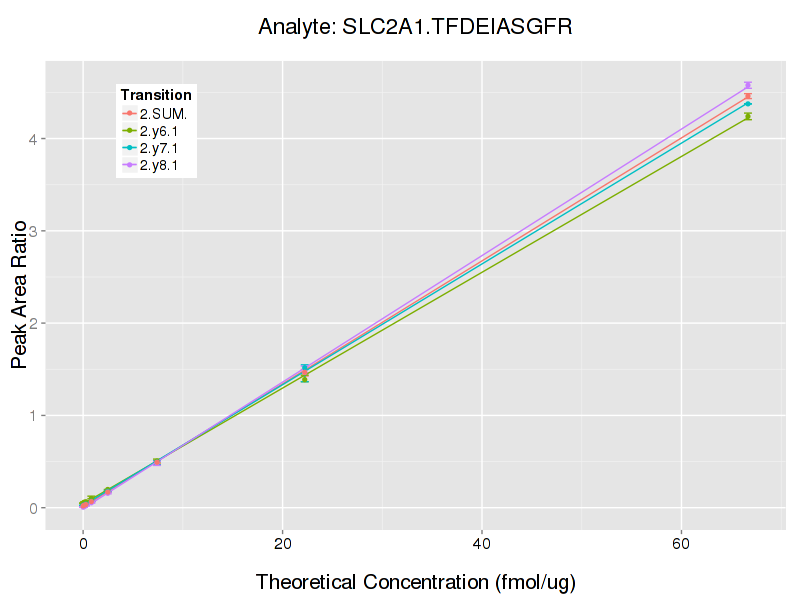 Analyte: SLC2A1.TFDEIASGFR
Transition
2.SUM.
2.y6.1
2.y7.1
2.y8.1
Peak Area Ratio
4
3
2
1
0
0 20 40 60
Theoretical Concentration (fmol/ug)